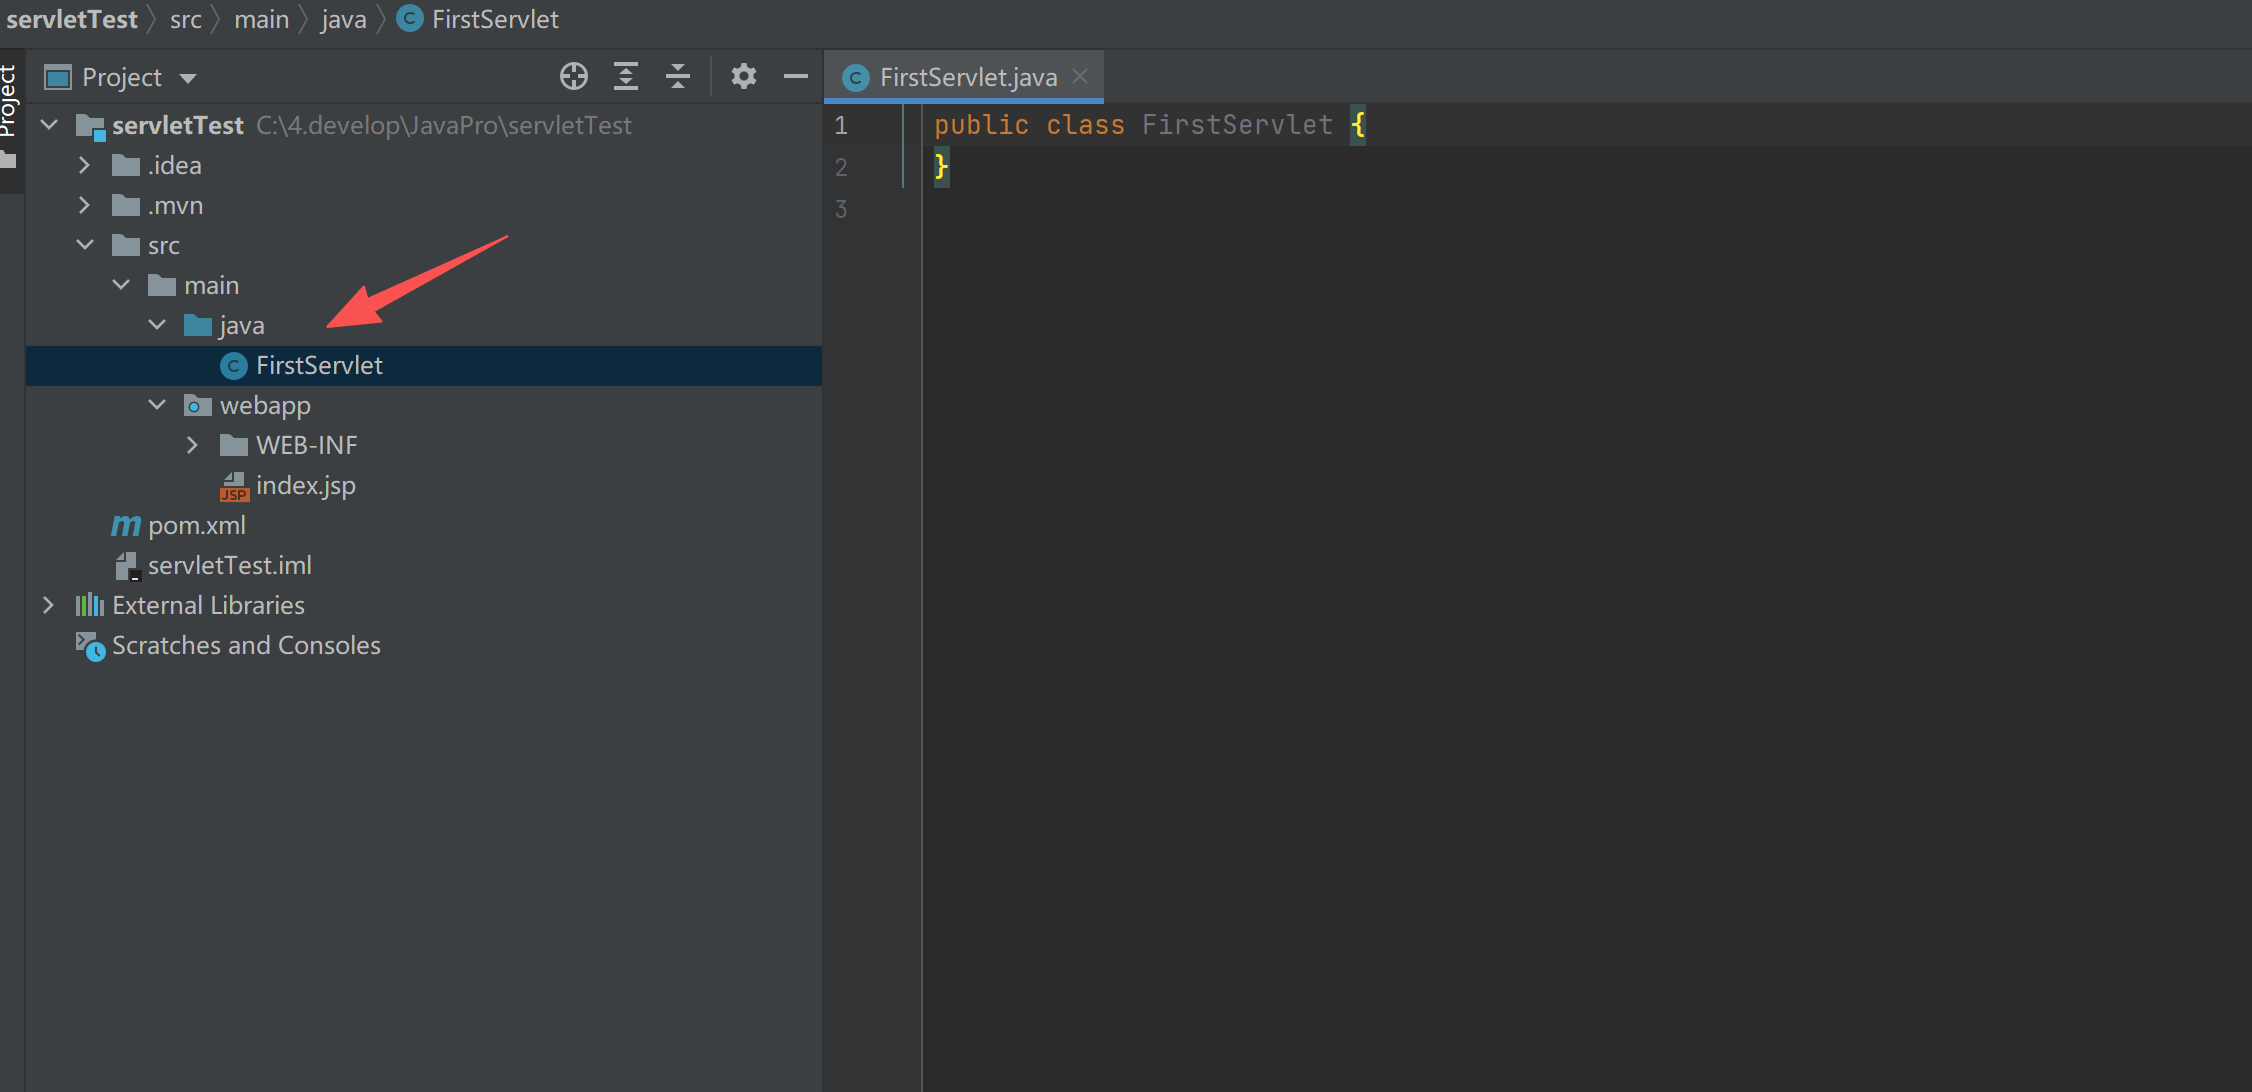 servletTest src main java FirstServlet
Project
Project
FirstServlet.java
servletTest C:\4.develop\JavaPro\servletTest
.idea
.mvn
src
main
java
FirstServlet
webapp
WEB-INF
index.jsp
pom.xml
servletTest.iml
External Libraries
Scratches and Consoles
1 public class FirstServlet {
2 }
3